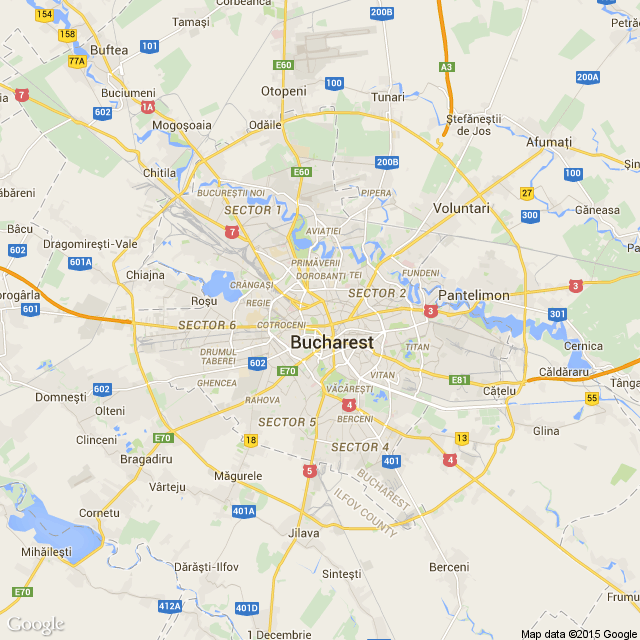 Corbeanca
154
Tamași
200B
Petră
158
Buftea
101
77A
E60
A3
200A
Otopeni
100
Buciumeni
7
1A
602
Tunari
Ștefăneștii
de Jos
Mogoșoaia
Odăile
Afumați
200B
Chitila
E60
100
BUCUREȘTII NOI
PIPERA
27
Voluntari
Găneasa
SECTOR 1
300
Bâcu
7
AVIAȚIEI
Dragomirești-Vale
602
601A
PRIMĂVERII
FUNDENI
Chiajna
DOROBANȚI
TEI
CRÂNGAȘI
3
Roșu
SECTOR 2
Pantelimon
REGIE
601
3
301
SECTOR 6
COTROCENI
Bucharest
Cernica
TITAN
DRUMUL
TABEREI
602
E70
Căldăraru
GHENCEA
VITAN
E81
Cățelu
Tânga
Domnești
602
VĂCĂREȘTI
RAHOVA
4
55
Olteni
BERCENI
SECTOR 5
Glina
Clinceni
E70
18
13
SECTOR 4
Bragadiru
401
4
5
Măgurele
BUCHAREST
ILFOV COUNTY
Vârteju
Cornetu
401A
Jilava
Mihăilești
Dărăști-Ilfov
Sintești
Berceni
E70
Frumu
412A
401D
1 Decembrie
Google
Map data ©2015 Google